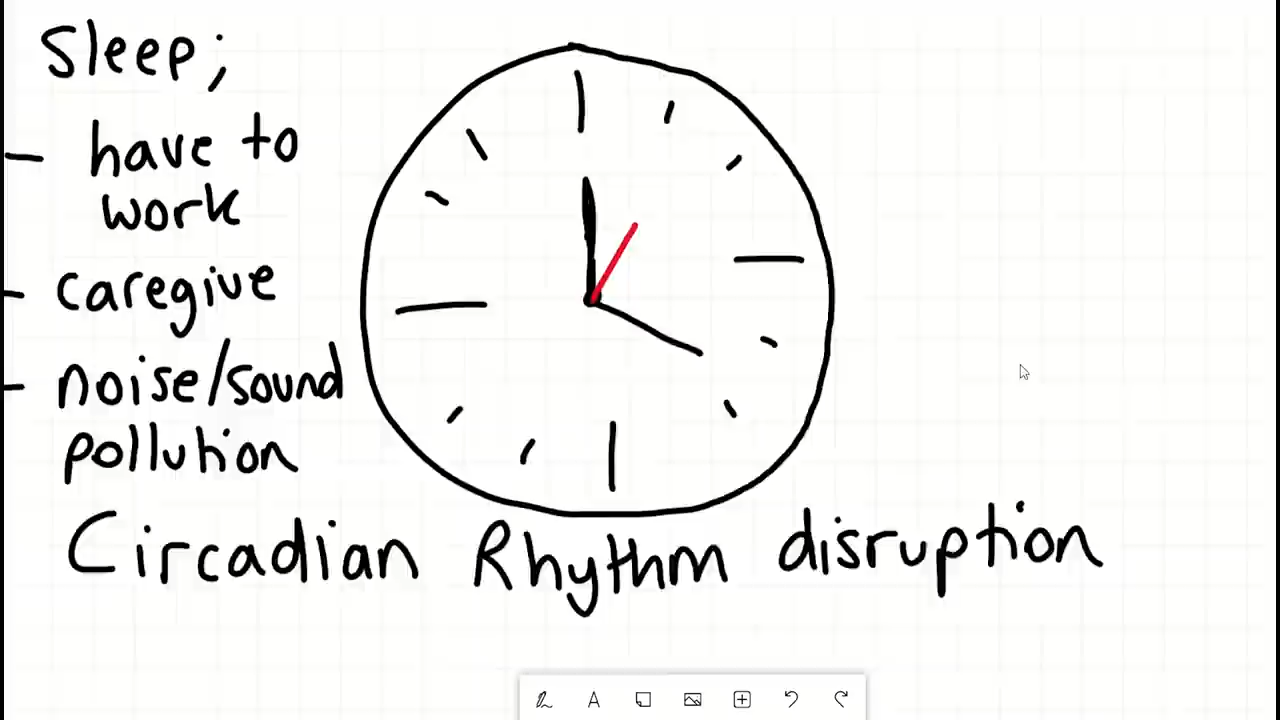 Sleep;
- have to
work
- caregive
- noise/sound
pollution
Circadian Rhythm disruption
A